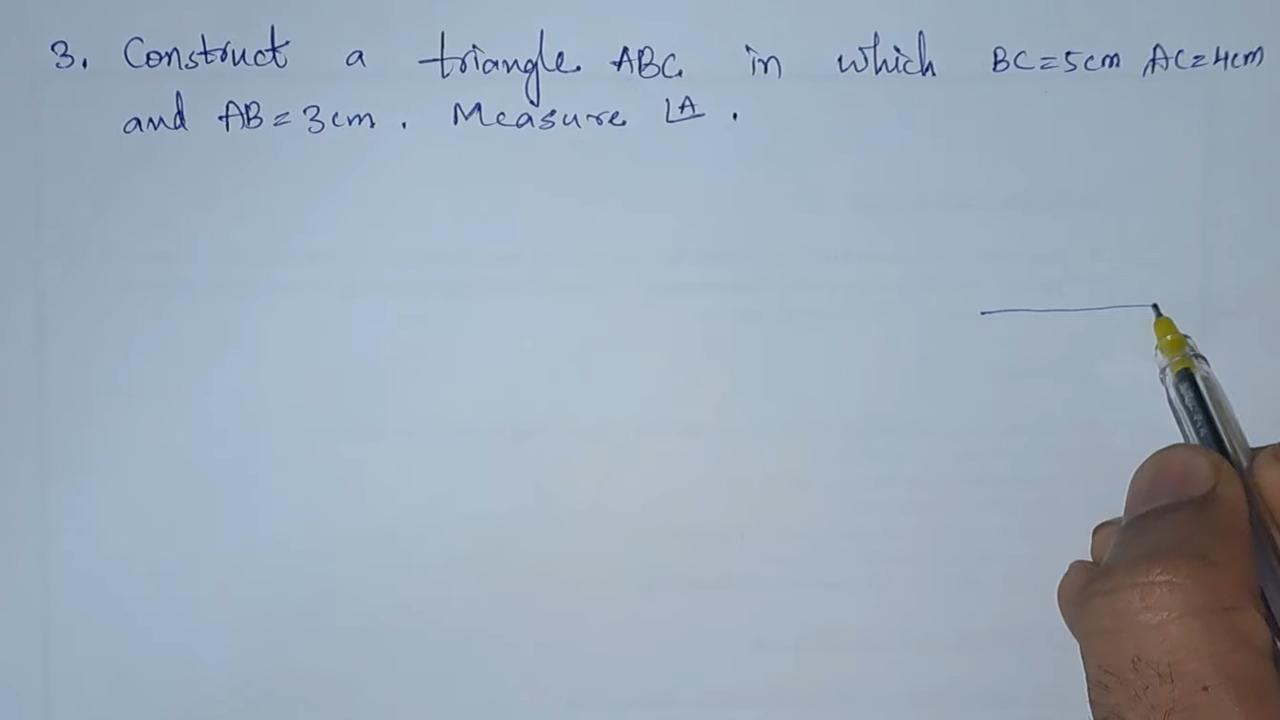 3. Construct a triangle ABC in which BC=5cm AC=4cm
and AB=3cm. Measure ∠A.